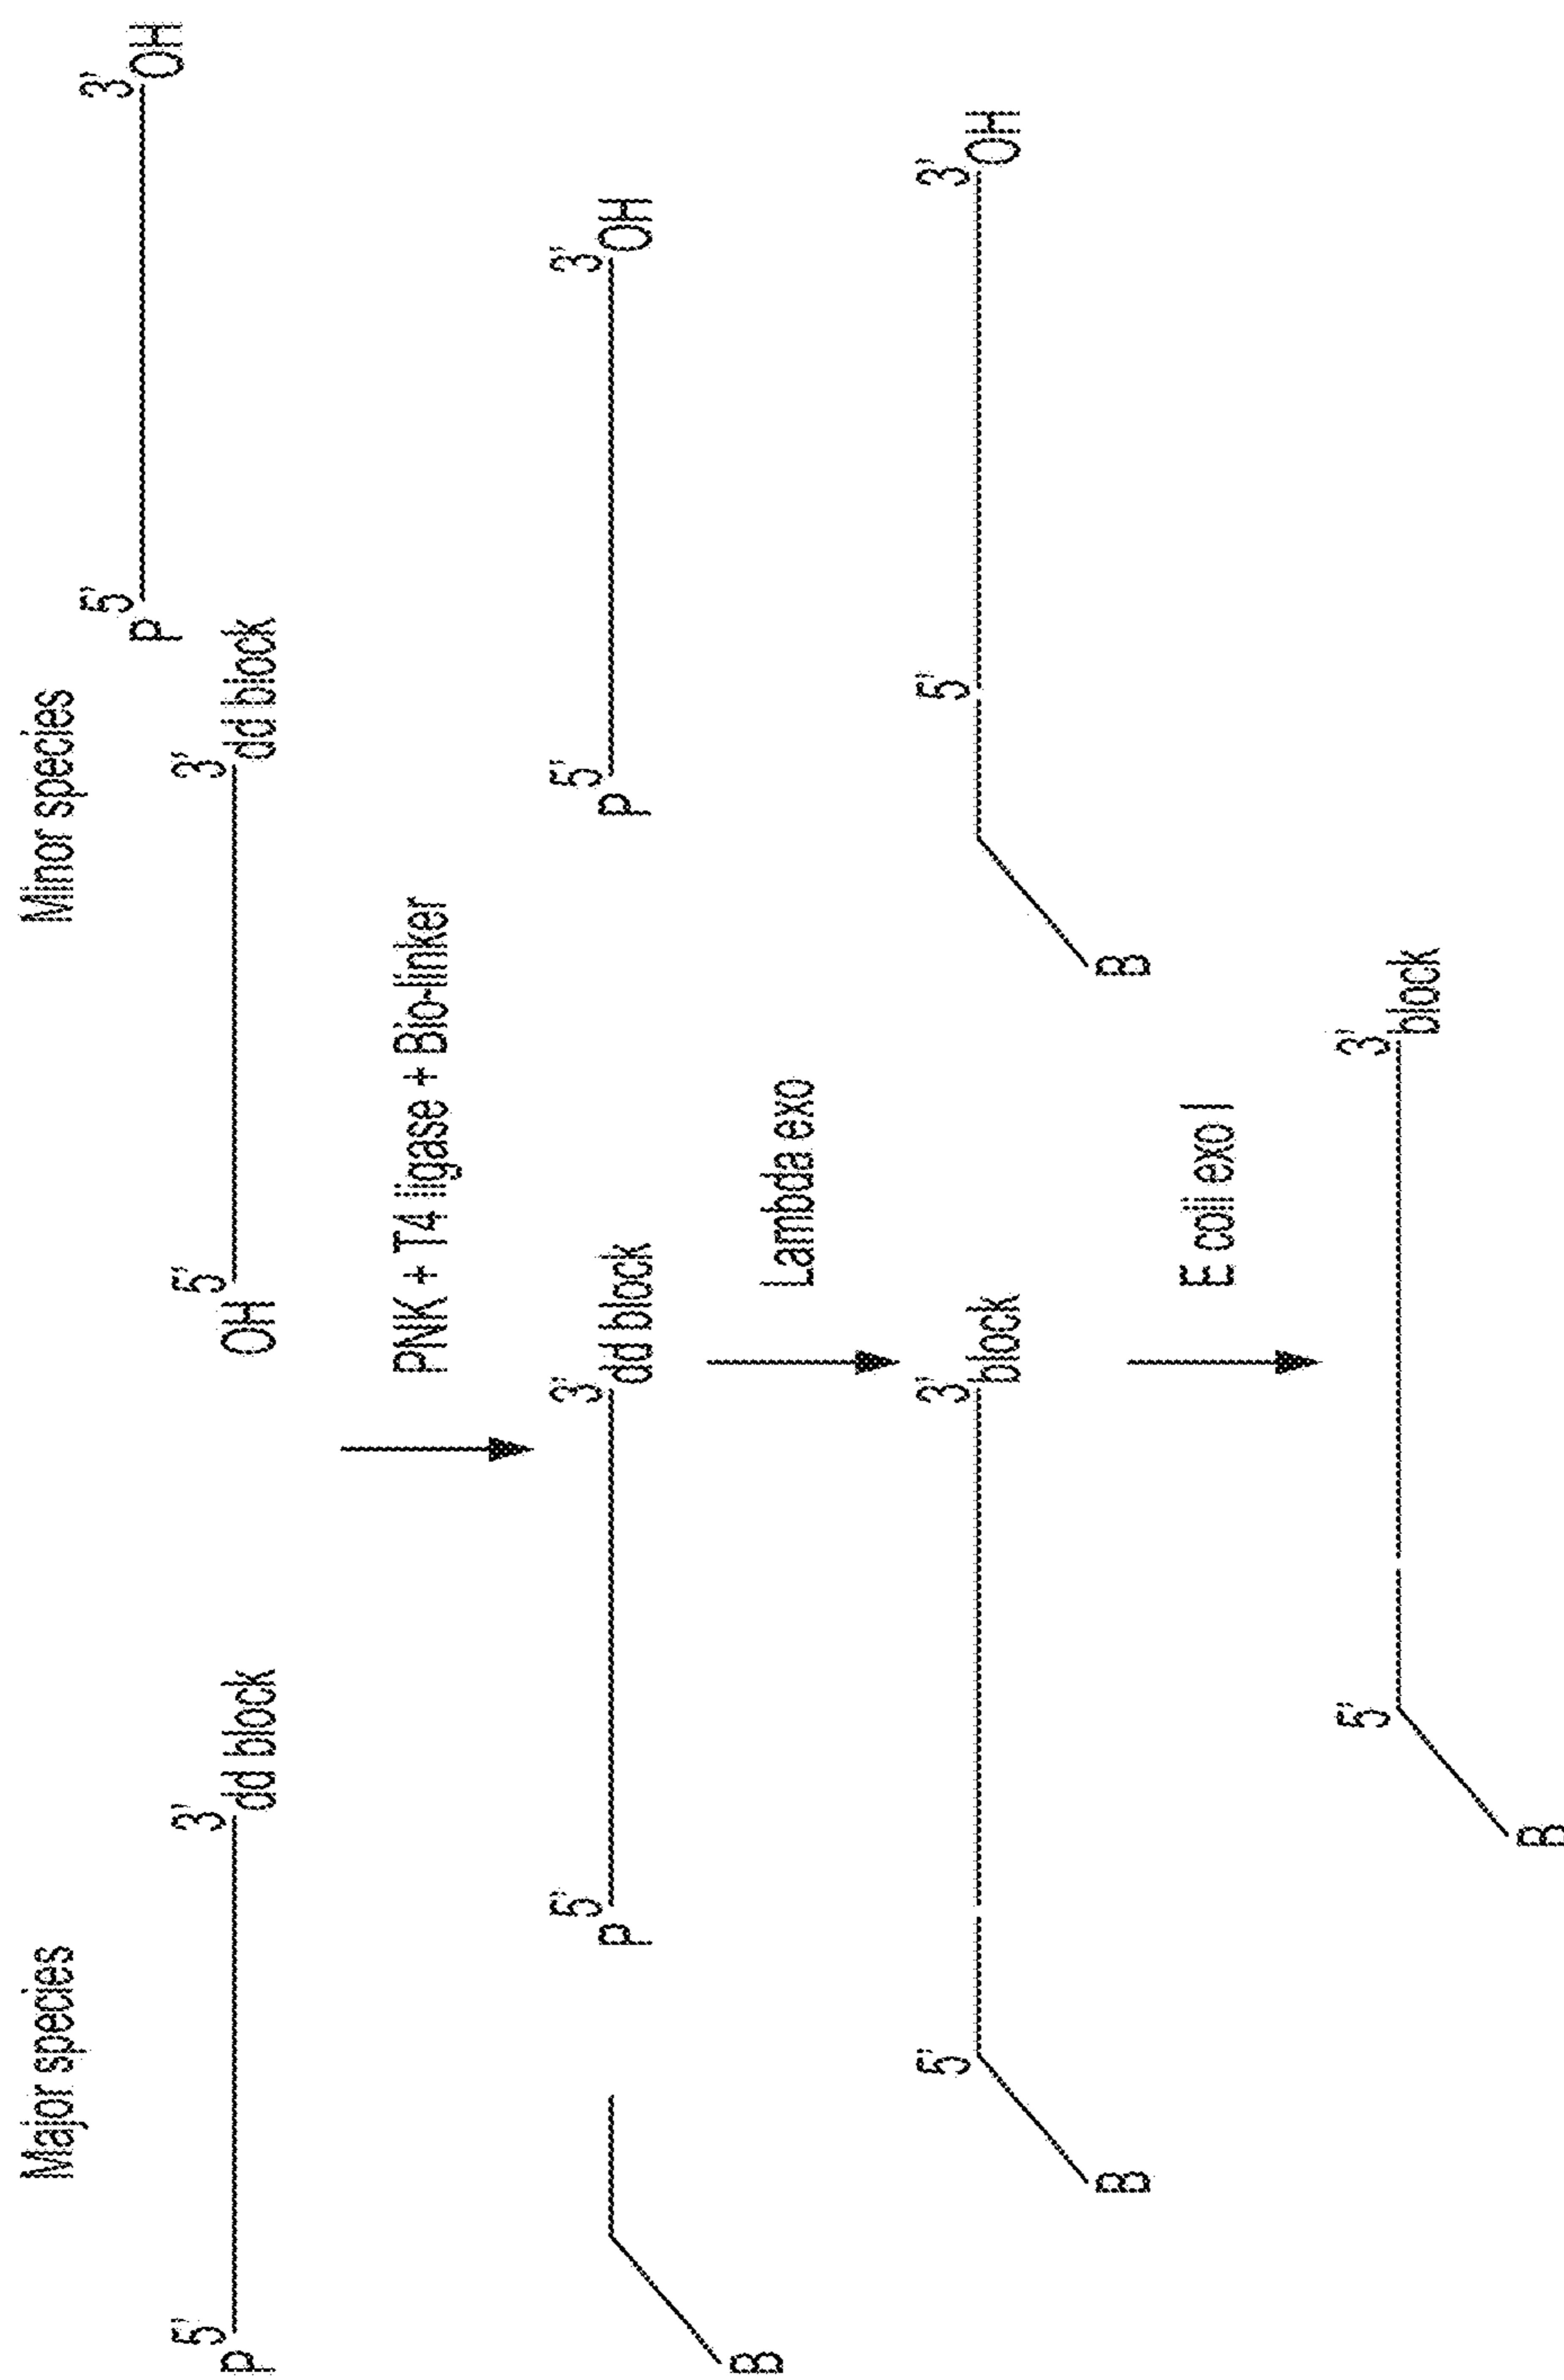 Major species Minor species
5' 3'
P OH
5' 3' 5' 3'
P dd block OH dd block
PNK + T4 ligase + Bio-linker
5' 3' 5' 3'
P dd block P OH
B
Lambda exo
5' 3' 5' 3'
block OH
B B
E coli exo I
5' 3'
block
B